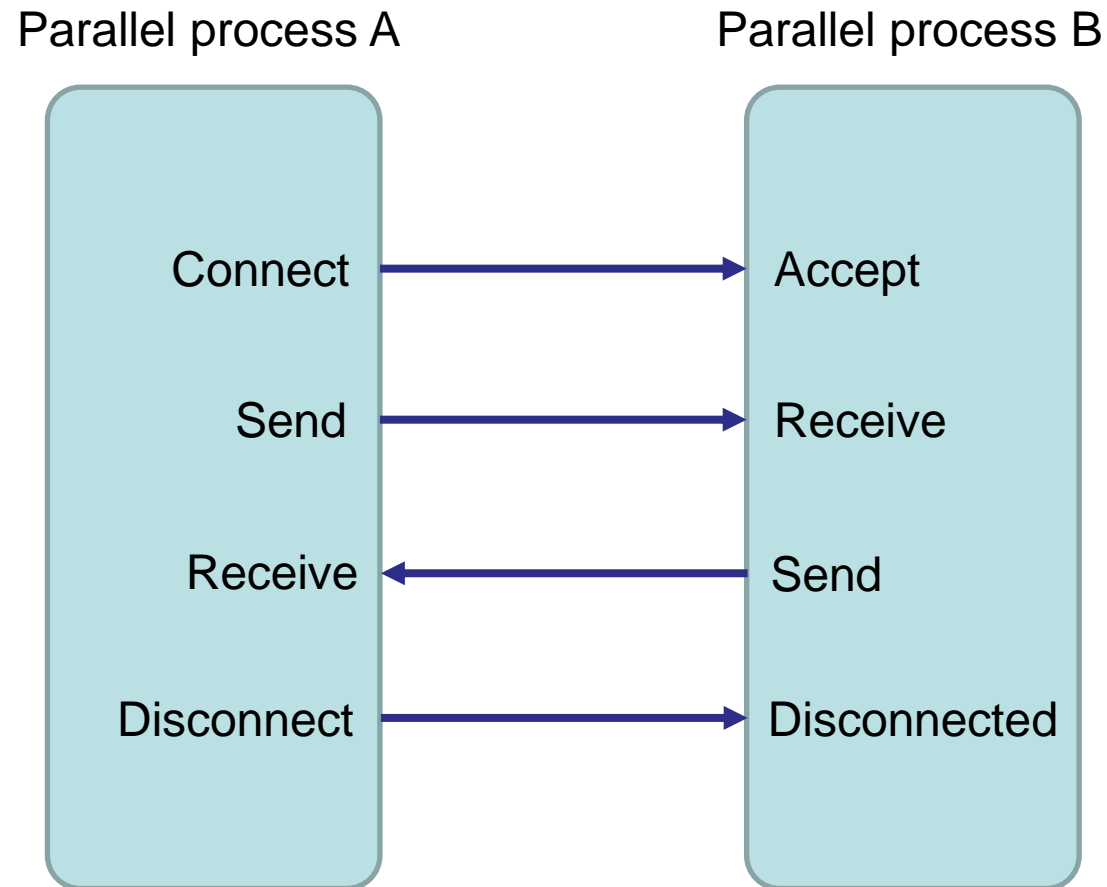 Parallel process A
Parallel process B
Connect
Accept
Send
Receive
Receive
Send
Disconnect
Disconnected